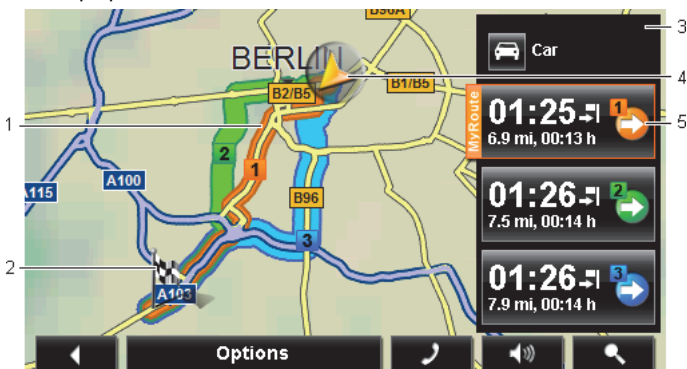 B96A
3
Car
BERLIN
4
B2/B5
B1/B5
1
MyRoute
01:25
1
5
6.9 mi, 00:13 h
2
1
A100
A115
B96
01:26
2
7.5 mi, 00:14 h
3
2
A103
01:26
3
7.9 mi, 00:14 h
Options